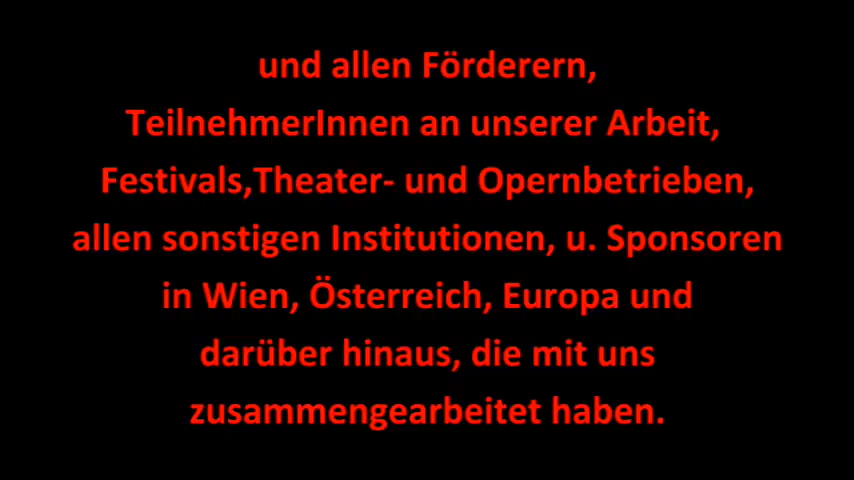 und allen Förderern,
TeilnehmerInnen an unserer Arbeit,
Festivals,Theater- und Opernbetrieben,
allen sonstigen Institutionen, u. Sponsoren
in Wien, Österreich, Europa und
darüber hinaus, die mit uns
zusammengearbeitet haben.